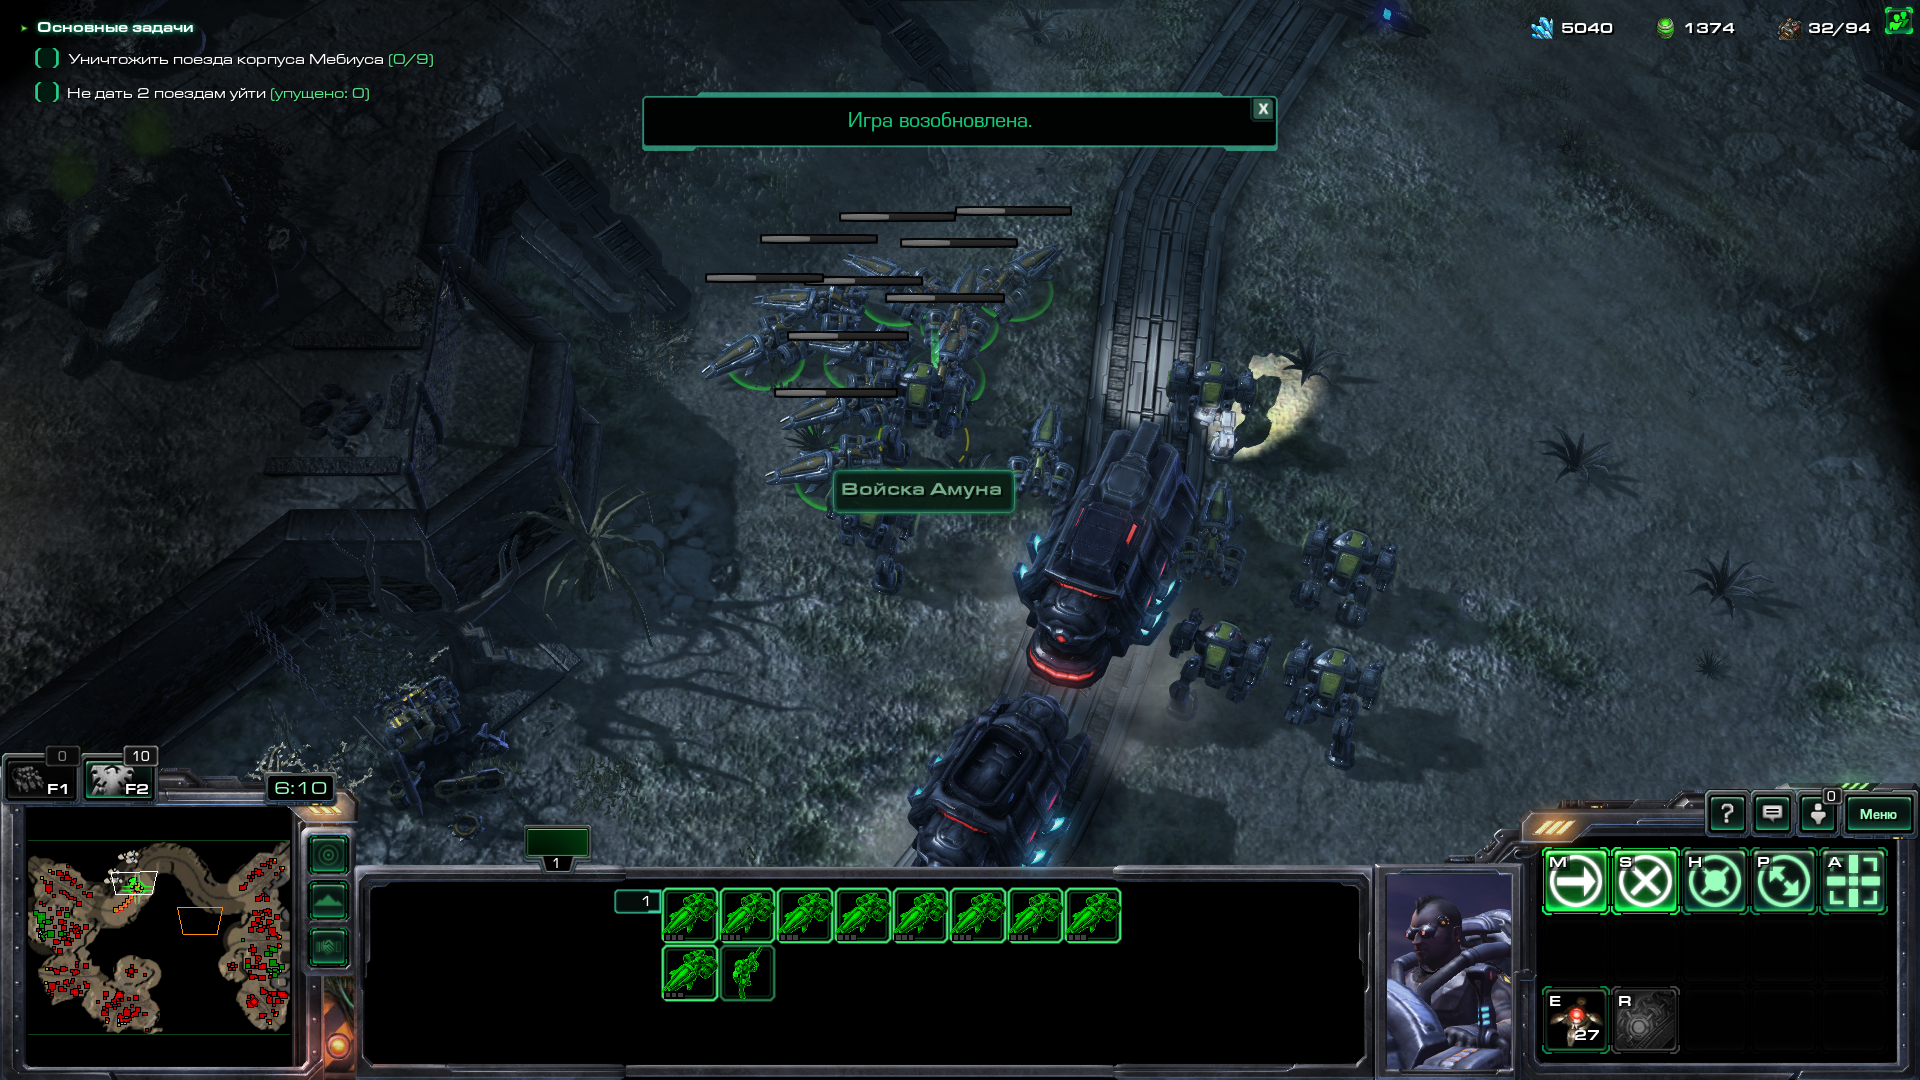 Основные задачи
Уничтожить поезда корпуса Мебиуса (0/9)
Не дать 2 поездам уйти (упущено: 0)
5040
1374
32/94
Игра возобновлена.
X
Войска Амуна
0
F1
10
F2
6:10
1
1
?
0
Меню
M
S
H
P
A
E
27
R